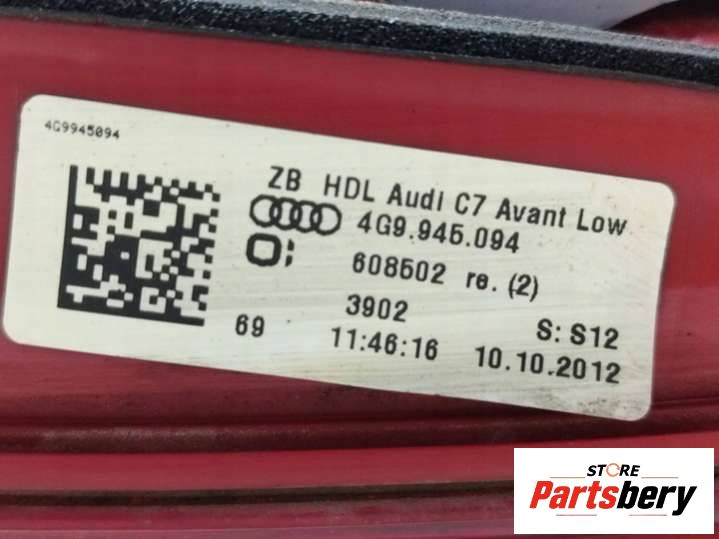 4G9945094
ZB HDL Audi C7 Avant Low
4G9.945.094
O;
608502 re. (2)
3902
S: S12
69
11:46:16 10.10.2012
STORE
Partsbery